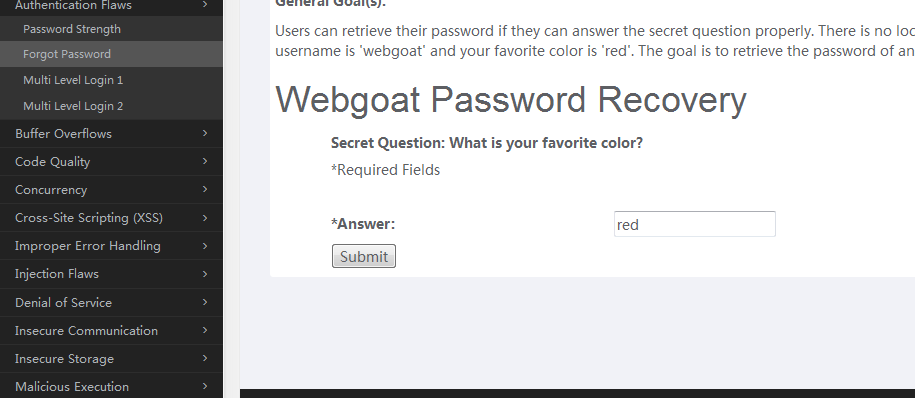 Authentication Flaws
Password Strength
Forgot Password
Multi Level Login 1
Multi Level Login 2
Buffer Overflows
Code Quality
Concurrency
Cross-Site Scripting (XSS)
Improper Error Handling
Injection Flaws
Denial of Service
Insecure Communication
Insecure Storage
Malicious Execution
General Goal(s):
Users can retrieve their password if they can answer the secret question properly. There is no
username is 'webgoat' and your favorite color is 'red'. The goal is to retrieve the password of
Webgoat Password Recovery
Secret Question: What is your favorite color?
*Required Fields
*Answer:
red
Submit